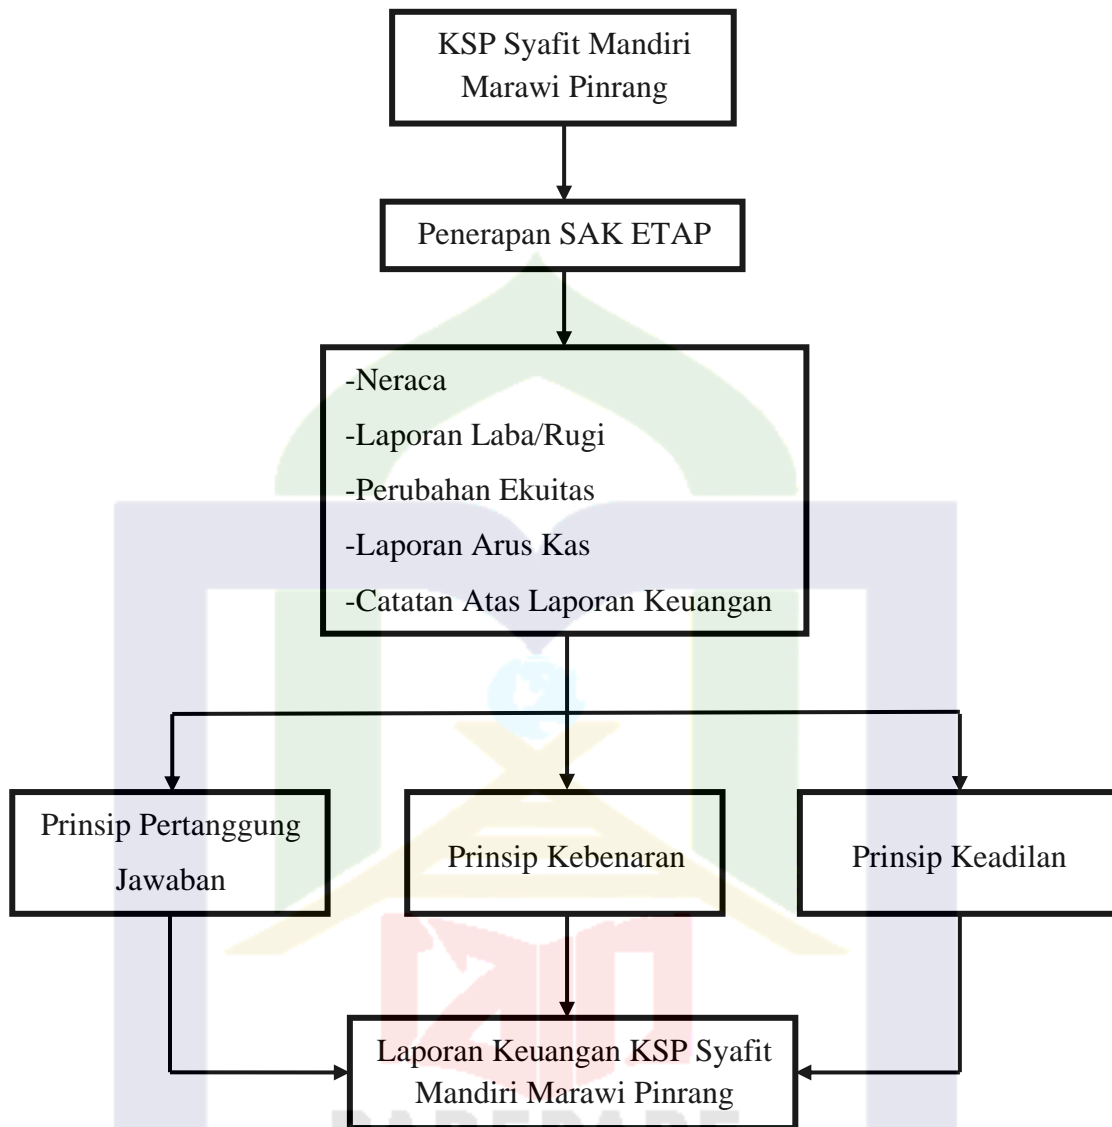 KSP Syafit Mandiri
Marawi Pinrang
Penerapan SAK ETAP
-Neraca
-Laporan Laba/Rugi
-Perubahan Ekuitas
-Laporan Arus Kas
-Catatan Atas Laporan Keuangan
Prinsip Pertanggung
Jawaban
Prinsip Kebenaran
Prinsip Keadilan
Laporan Keuangan KSP Syafit
Mandiri Marawi Pinrang
PAREPARE